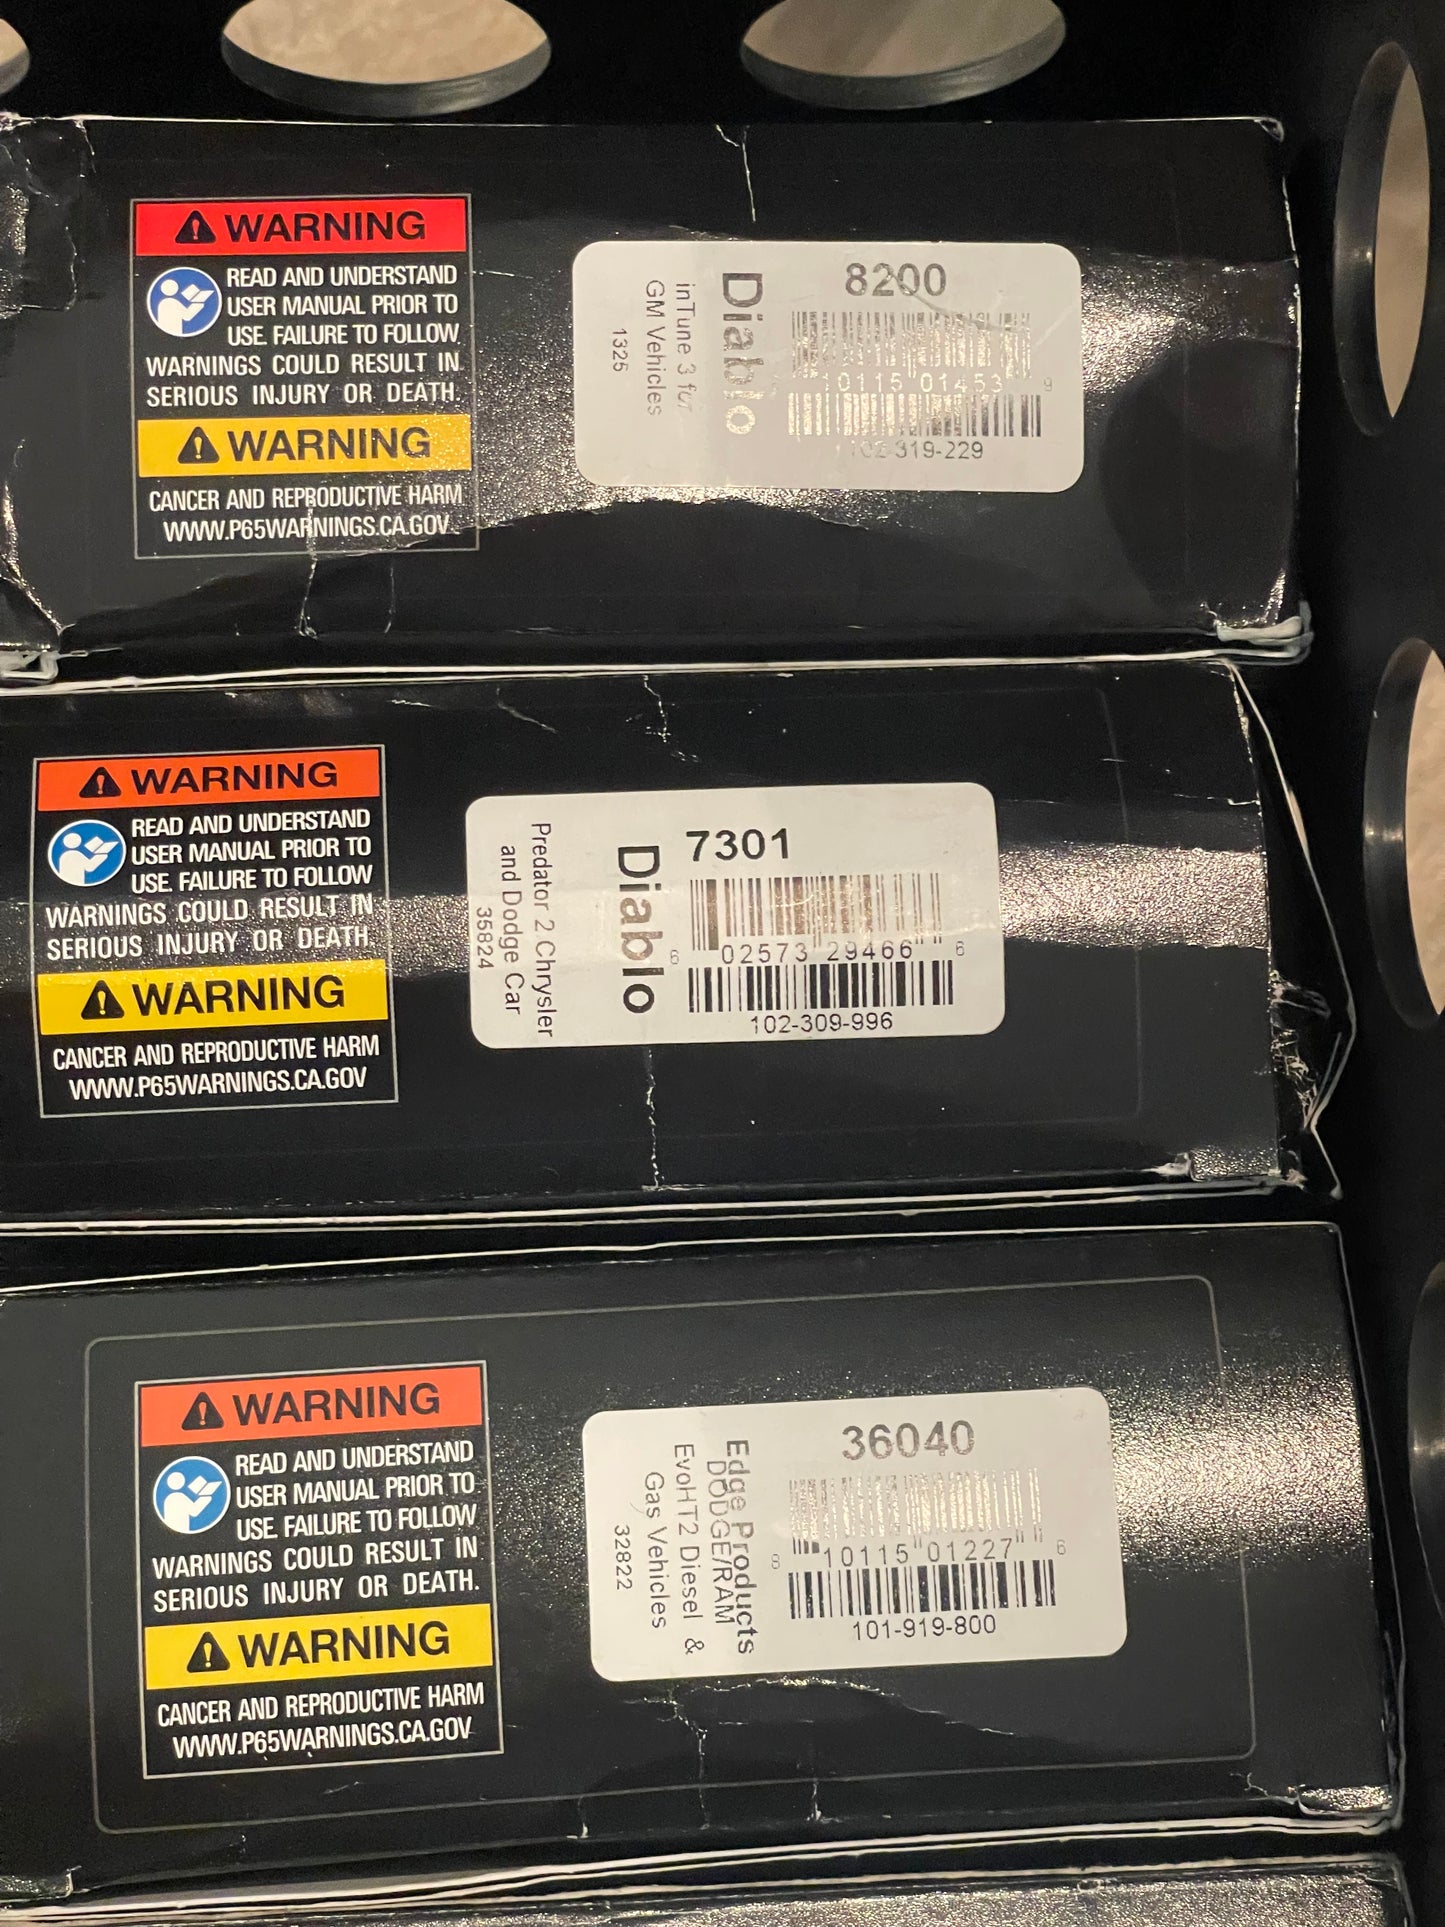 WARNING
READ AND UNDERSTAND
USER MANUAL PRIOR TO
USE. FAILURE TO FOLLOW
WARNINGS COULD RESULT IN
SERIOUS INJURY OR DEATH.
WARNING
CANCER AND REPRODUCTIVE HARM
WWW.P65WARNINGS.CA.GOV
Diablo
inTune 3 for
GM Vehicles
1325
8200
10115 01453 9
102-319-229
WARNING
READ AND UNDERSTAND
USER MANUAL PRIOR TO
USE. FAILURE TO FOLLOW
WARNINGS COULD RESULT IN
SERIOUS INJURY OR DEATH.
WARNING
CANCER AND REPRODUCTIVE HARM
WWW.P65WARNINGS.CA.GOV
Diablo
Predator 2 Chrysler
and Dodge Car
35824
7301
6 02573 29466 6
102-309-996
WARNING
READ AND UNDERSTAND
USER MANUAL PRIOR TO
USE. FAILURE TO FOLLOW
WARNINGS COULD RESULT IN
SERIOUS INJURY OR DEATH.
WARNING
CANCER AND REPRODUCTIVE HARM
WWW.P65WARNINGS.CA.GOV
Edge Products
DODGE/RAM
EvoHT2 Diesel &
Gas Vehicles
32822
36040
8 10115 01227 6
101-919-800